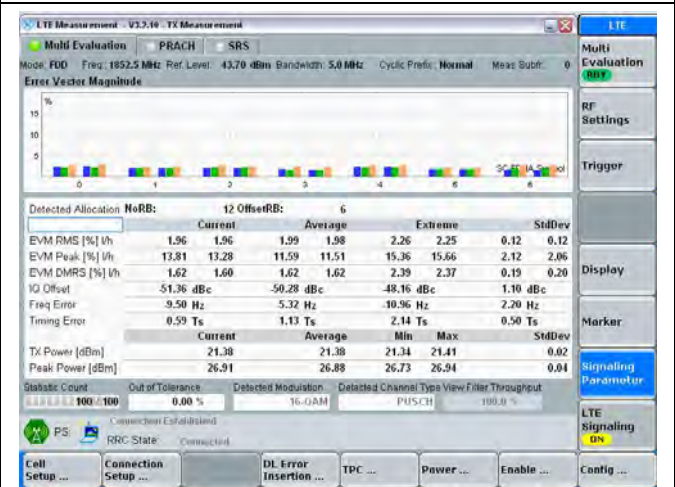 LTE Measurement - V3.2.10 - TX Measurement
LTE
Multi Evaluation PRACH SRS
Multi Evaluation
RDY
Mode: FDD Freq.: 1852.5 MHz Ref. Level: 43.70 dBm Bandwidth: 5.0 MHz Cyclic Prefix: Normal Meas Subfr.: 0
Error Vector Magnitude
%
15
10
5
0 1 2 3 4 5 6
SC-FDMA Symbol
RF Settings
Trigger
Detected Allocation NoRB: 12 OffsetRB: 6
Current Average Extreme StdDev
EVM RMS [%] l/h 1.96 1.96 1.99 1.98 2.26 2.25 0.12 0.12
EVM Peak [%] l/h 13.81 13.28 11.59 11.51 15.36 15.66 2.12 2.06
EVM DMRS [%] l/h 1.62 1.60 1.62 1.62 2.39 2.37 0.19 0.20
IQ Offset -51.36 dBc -50.28 dBc -48.16 dBc 1.10 dBc
Freq Error -9.50 Hz 5.32 Hz -10.96 Hz 2.20 Hz
Timing Error 0.59 Ts 1.13 Ts 2.14 Ts 0.50 Ts
Current Average Min Max StdDev
TX Power [dBm] 21.38 21.38 21.34 21.41 0.02
Peak Power [dBm] 26.91 26.88 26.73 26.94 0.04
Display
Marker
Signaling Parameter
Statistic Count Out of Tolerance Detected Modulation Detected Channel Type View Filter Throughput
100 / 100 0.00 % 16-QAM PUSCH 100.0 %
PS: Connection Established
RRC State: Connected
LTE Signaling
ON
Cell Setup ... Connection Setup ... DL Error Insertion ... TPC ... Power ... Enable ... Config ...